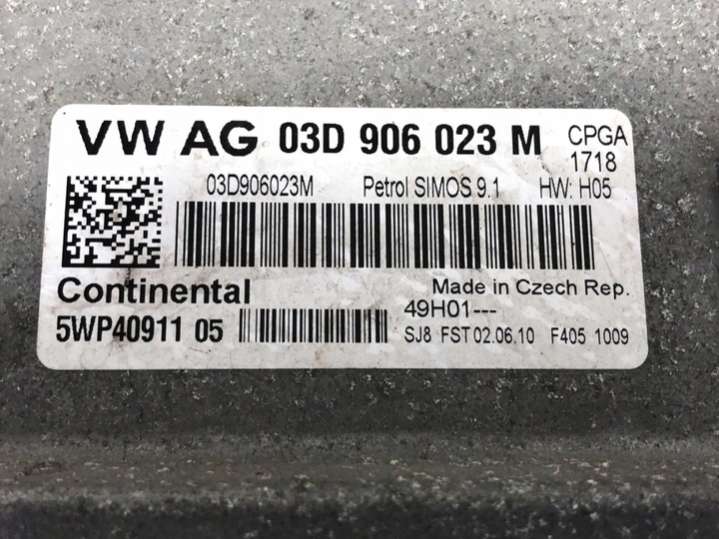 VW AG 03D 906 023 M CPGA
1718
03D906023M Petrol SIMOS 9.1 HW: H05
Continental Made in Czech Rep.
49H01---
5WP40911 05 SJ8 FST 02.06.10 F405 1009